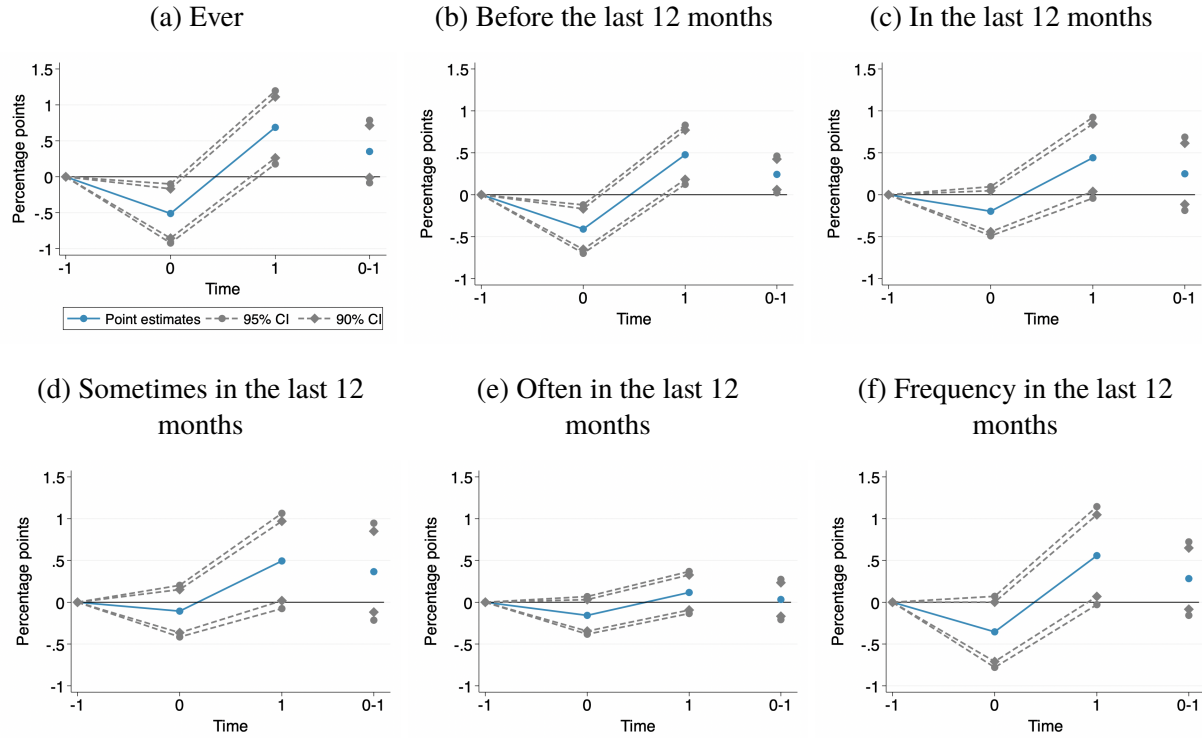 (a) Ever
(b) Before the last 12 months
(c) In the last 12 months
Percentage points
1.5
1
.5
0
-.5
-1
-1
0
1
0-1
Time
Point estimates 95% CI 90% CI
Percentage points
1.5
1
.5
0
-.5
-1
-1
0
1
0-1
Time
Percentage points
1.5
1
.5
0
-.5
-1
-1
0
1
0-1
Time
(d) Sometimes in the last 12
months
(e) Often in the last 12
months
(f) Frequency in the last 12
months
Percentage points
1.5
1
.5
0
-.5
-1
-1
0
1
0-1
Time
Percentage points
1.5
1
.5
0
-.5
-1
-1
0
1
0-1
Time
Percentage points
1.5
1
.5
0
-.5
-1
-1
0
1
0-1
Time